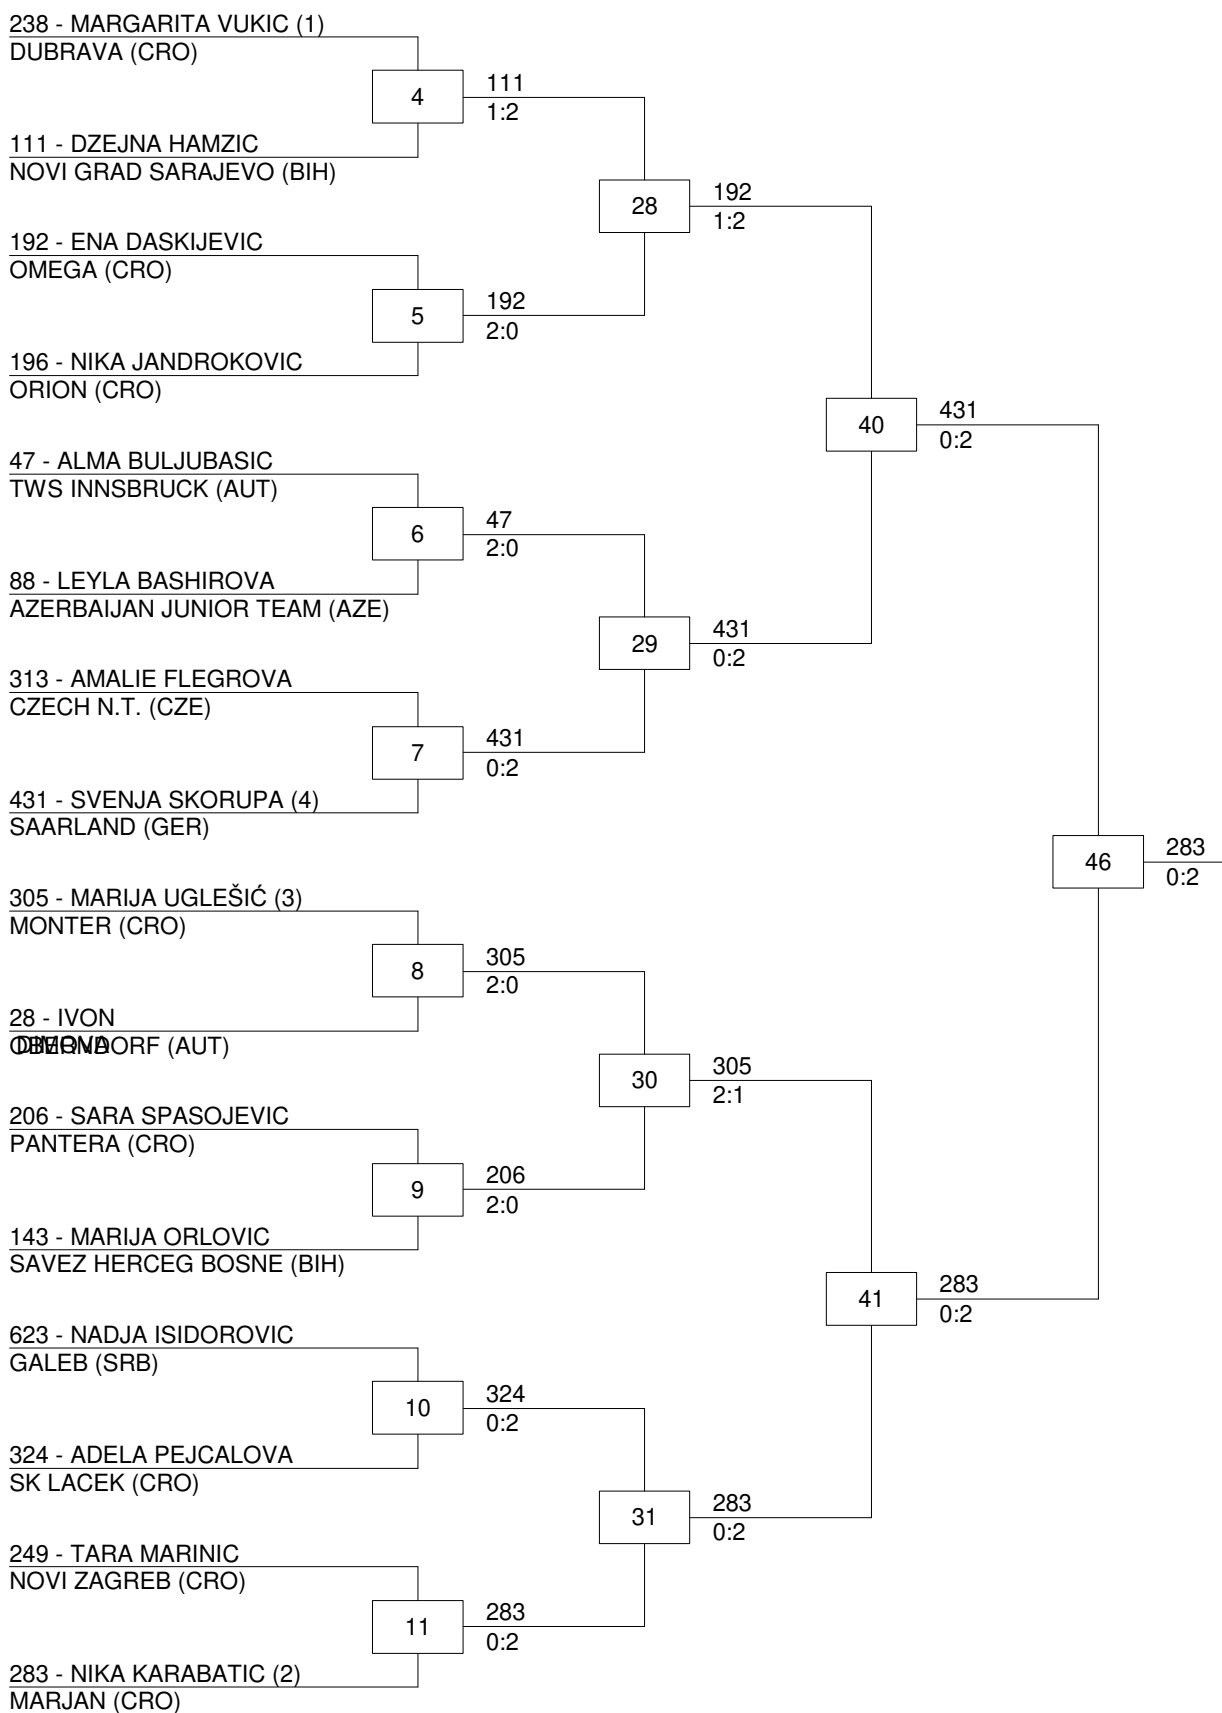 238 - MARGARITA VUKIC (1)
DUBRAVA (CRO)
4
111
1:2
111 - DZEJNA HAMZIC
NOVI GRAD SARAJEVO (BIH)
28
192
1:2
192 - ENA DASKIJEVIC
OMEGA (CRO)
5
192
2:0
196 - NIKA JANDROKOVIC
ORION (CRO)
40
431
0:2
47 - ALMA BULJUBASIC
TWS INNSBRUCK (AUT)
6
47
2:0
88 - LEYLA BASHIROVA
AZERBAIJAN JUNIOR TEAM (AZE)
29
431
0:2
313 - AMALIE FLEGROVA
CZECH N.T. (CZE)
7
431
0:2
431 - SVENJA SKORUPA (4)
SAARLAND (GER)
46
283
0:2
305 - MARIJA UGLEŠIĆ (3)
MONTER (CRO)
8
305
2:0
28 - IVON
DIMOVA
OBERNDORF (AUT)
30
305
2:1
206 - SARA SPASOJEVIC
PANTERA (CRO)
9
206
2:0
143 - MARIJA ORLOVIC
SAVEZ HERCEG BOSNE (BIH)
41
283
0:2
623 - NADJA ISIDOROVIC
GALEB (SRB)
10
324
0:2
324 - ADELA PEJCALOVA
SK LACEK (CRO)
31
283
0:2
249 - TARA MARINIC
NOVI ZAGREB (CRO)
11
283
0:2
283 - NIKA KARABATIC (2)
MARJAN (CRO)